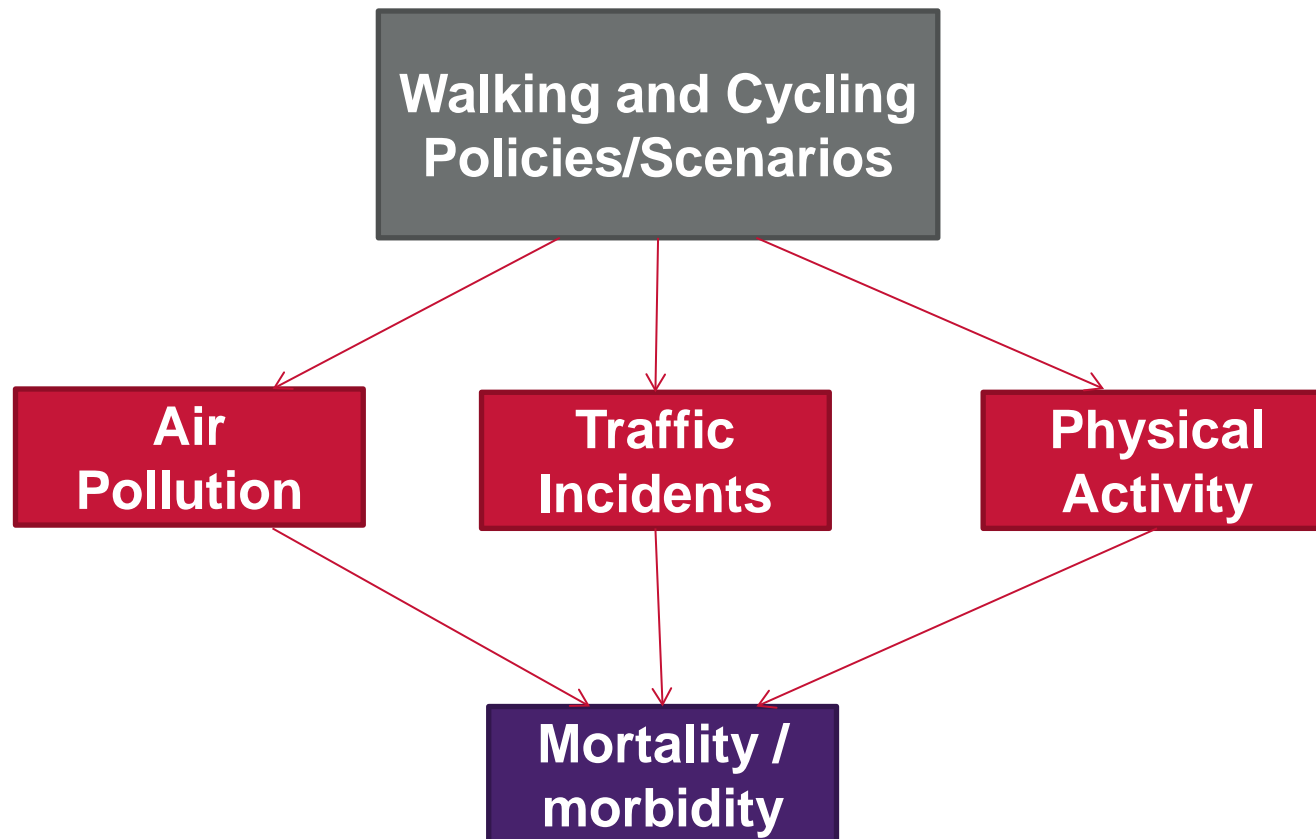 Walking and Cycling
Policies/Scenarios
Air
Pollution
Traffic
Incidents
Physical
Activity
Mortality /
morbidity